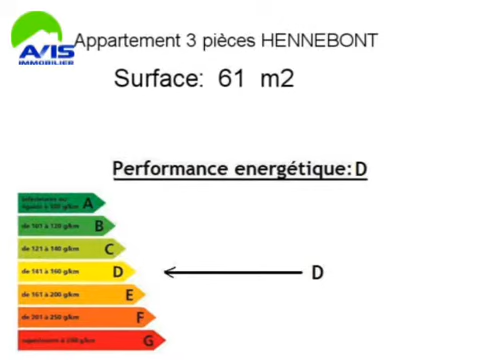 AVIS
IMMOBILIER
Appartement 3 pièces HENNEBONT
Surface: 61 m2
Performance energétique: D
A
de 101 à 120 g/km B
de 121 à 140 g/km C
de 141 à 160 g/km D
D
de 161 à 200 g/km E
de 201 à 250 g/km F
G